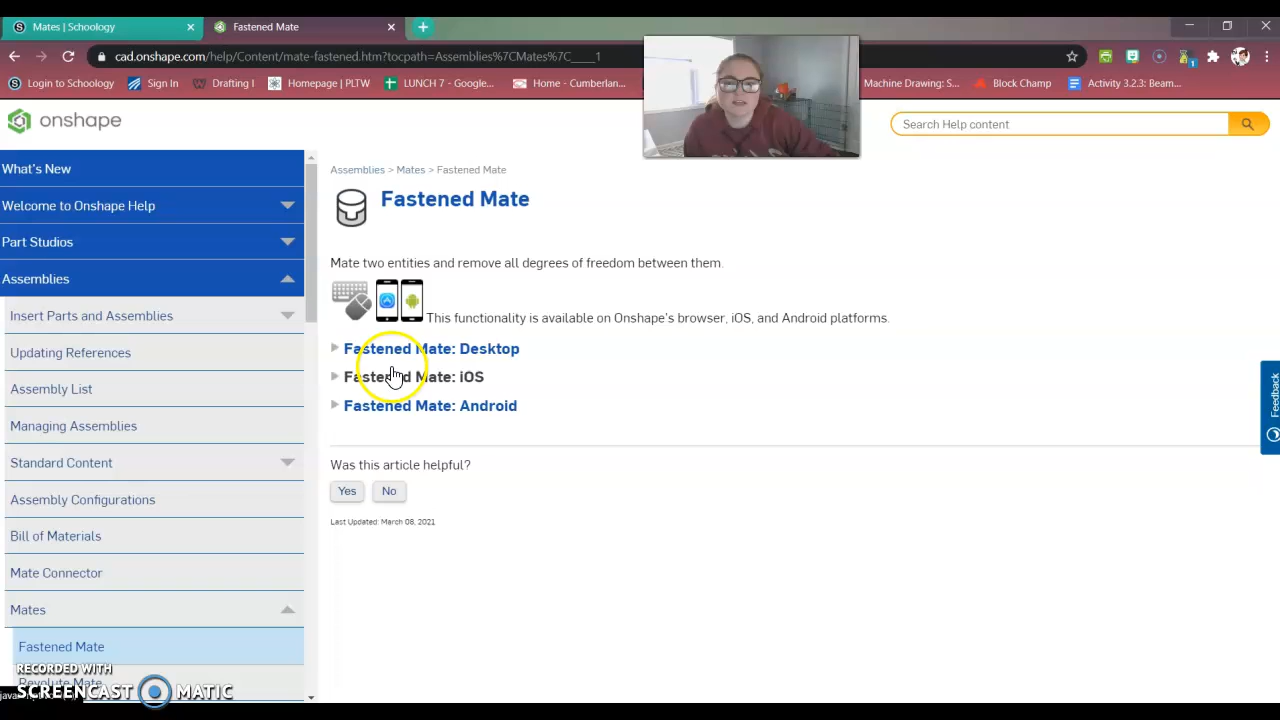 Mates | Schoology
Fastened Mate
cad.onshape.com/help/Content/mate-fastened.htm?tocpath=Assemblies%7CMates%7C____1
Login to Schoology
Sign In
Drafting I
Homepage | PLTW
LUNCH 7 - Google...
Home - Cumberlan...
Machine Drawing: S...
Block Champ
Activity 3.2.3: Beam...
onshape
Search Help content
What's New
Welcome to Onshape Help
Part Studios
Assemblies
Insert Parts and Assemblies
Updating References
Assembly List
Managing Assemblies
Standard Content
Assembly Configurations
Bill of Materials
Mate Connector
Mates
Fastened Mate
Revolute Mate
Assemblies > Mates > Fastened Mate
Fastened Mate
Mate two entities and remove all degrees of freedom between them.
This functionality is available on Onshape's browser, iOS, and Android platforms.
Fastened Mate: Desktop
Fastened Mate: iOS
Fastened Mate: Android
Was this article helpful?
Yes
No
Last Updated: March 08, 2021
Feedback
RECORDED WITH
SCREENCAST MATIC